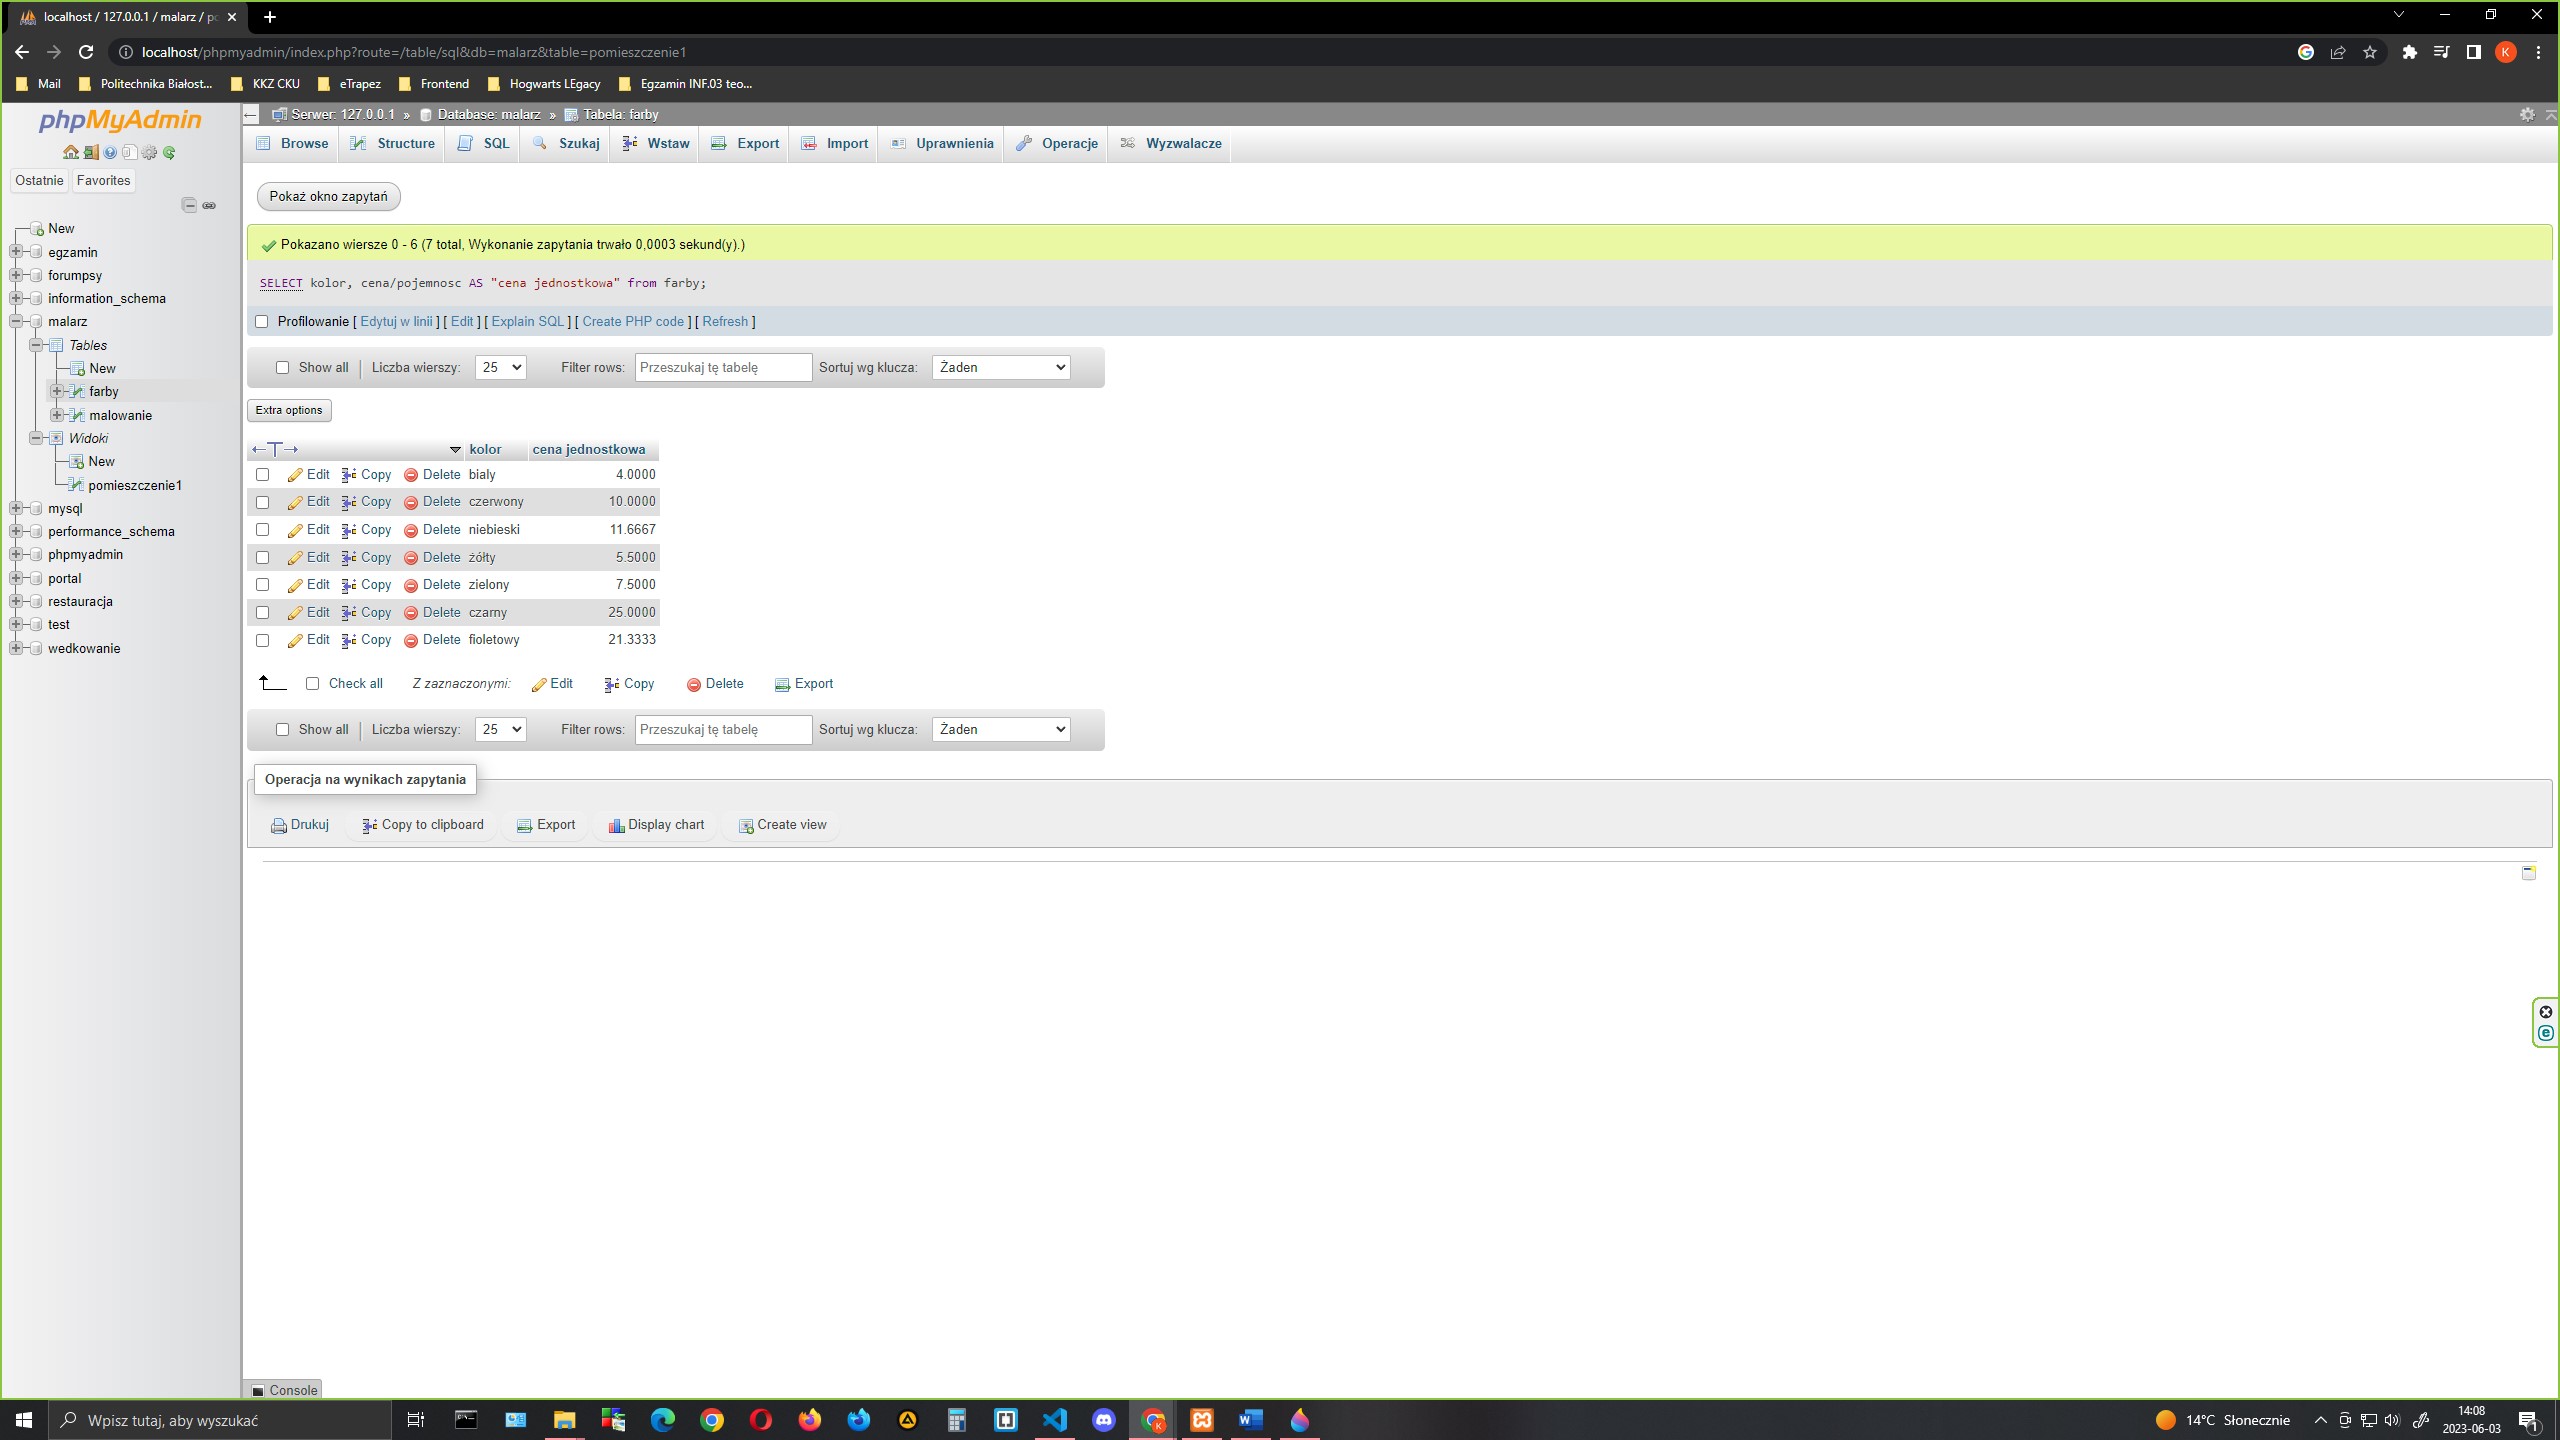 localhost / 127.0.0.1 / malarz / po
localhost/phpmyadmin/index.php?route=/table/sql&db=malarz&table=pomieszczenie1
K
Mail
Politechnika Białost...
KKZ CKU
eTrapez
Frontend
Hogwarts LEgacy
Egzamin INF.03 teo...
phpMyAdmin
Ostatnie
Favorites
New
egzamin
forumpsy
information_schema
malarz
Tables
New
farby
malowanie
Widoki
New
pomieszczenie1
mysql
performance_schema
phpmyadmin
portal
restauracja
test
wedkowanie
Serwer: 127.0.0.1 » Database: malarz » Tabela: farby
Browse Structure SQL Szukaj Wstaw Export Import Uprawnienia Operacje Wyzwalacze
Pokaż okno zapytań
Pokazano wiersze 0 - 6 (7 total, Wykonanie zapytania trwało 0,0003 sekund(y).)
SELECT kolor, cena/pojemnosc AS "cena jednostkowa" from farby;
Profilowanie [ Edytuj w linii ] [ Edit ] [ Explain SQL ] [ Create PHP code ] [ Refresh ]
Show all | Liczba wierszy: 25 Filter rows: Przeszukaj tę tabelę Sortuj wg klucza: Żaden
Extra options
←T→ kolor cena jednostkowa
Edit Copy Delete bialy 4.0000
Edit Copy Delete czerwony 10.0000
Edit Copy Delete niebieski 11.6667
Edit Copy Delete żółty 5.5000
Edit Copy Delete zielony 7.5000
Edit Copy Delete czarny 25.0000
Edit Copy Delete fioletowy 21.3333
Check all Z zaznaczonymi: Edit Copy Delete Export
Show all | Liczba wierszy: 25 Filter rows: Przeszukaj tę tabelę Sortuj wg klucza: Żaden
Operacja na wynikach zapytania
Drukuj Copy to clipboard Export Display chart Create view
Console
Wpisz tutaj, aby wyszukać
14°C Słonecznie
14:08
2023-06-03
1